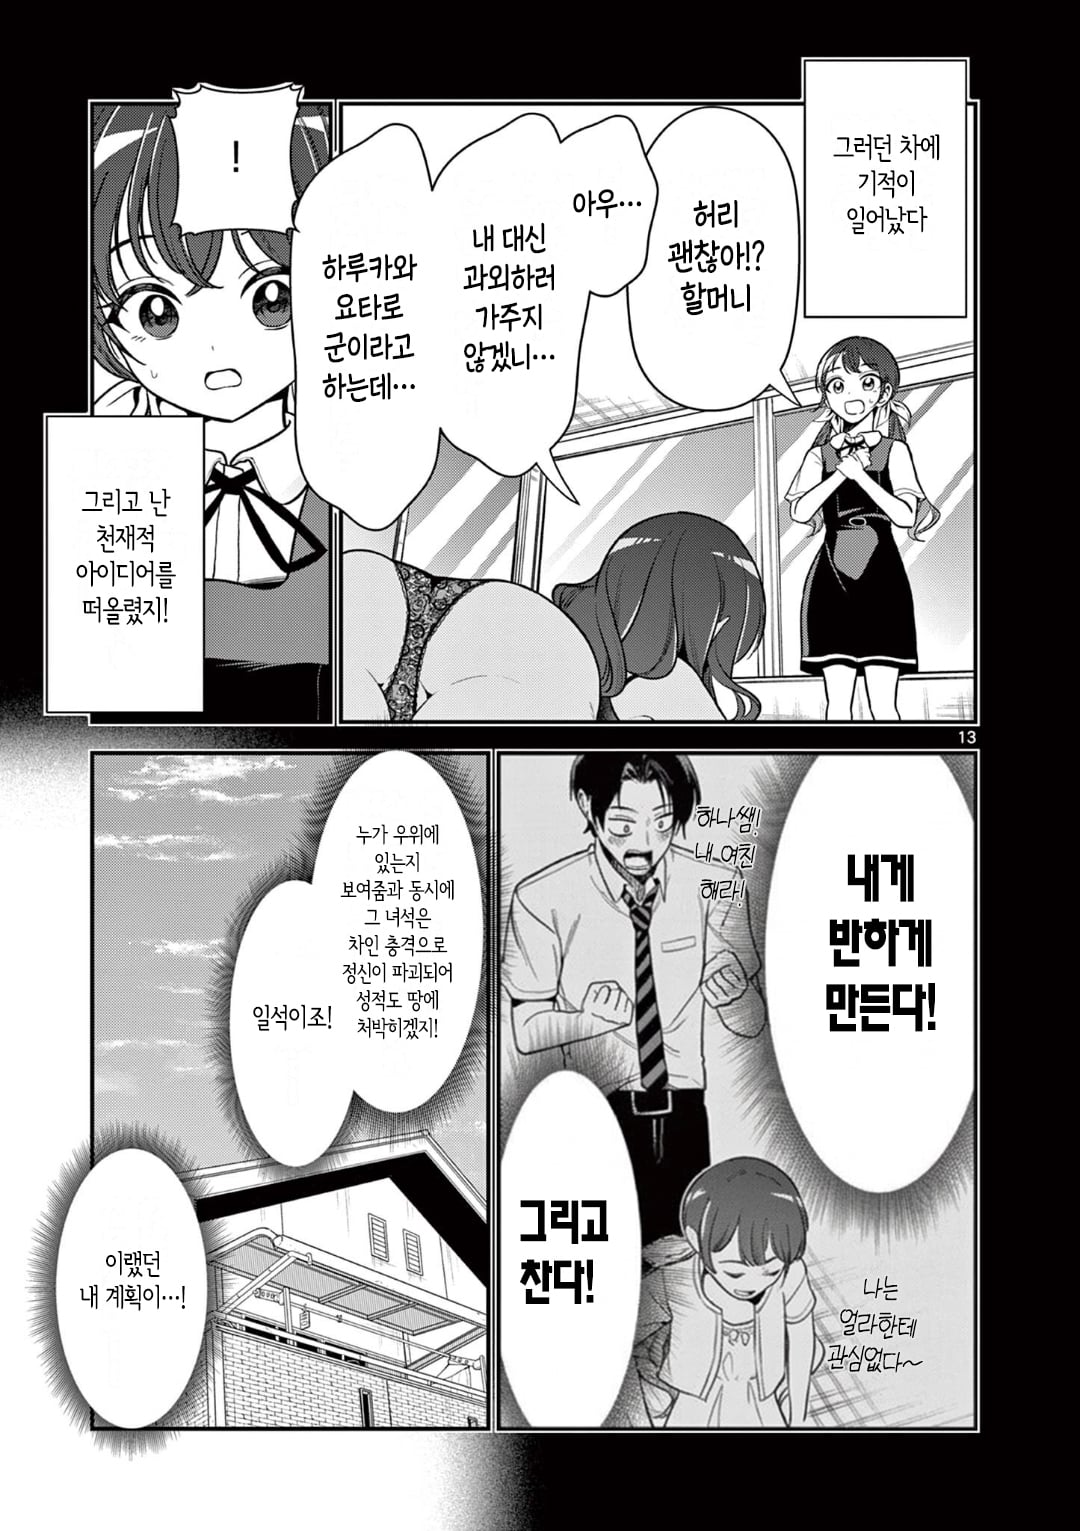 그러던 차에
기적이
일어났다
허리
괜찮아!?
할머니
아우…
내 대신
과외하러
가주지
않겠니…
하루카와
요타로
군이라고
하는데…
!
그리고 난
천재적
아이디어를
떠올렸지!
13
내게
반하게
만든다!
하나쌤!
내 여친
해라!
그리고
찬다!
나는
얼라한테
관심없다~
누가 우위에
있는지
보여줌과 동시에
그 녀석은
차인 충격으로
정신이 파괴되어
성적도 땅에
처박히겠지!
일석이조!
이랬던
내 계획이…!